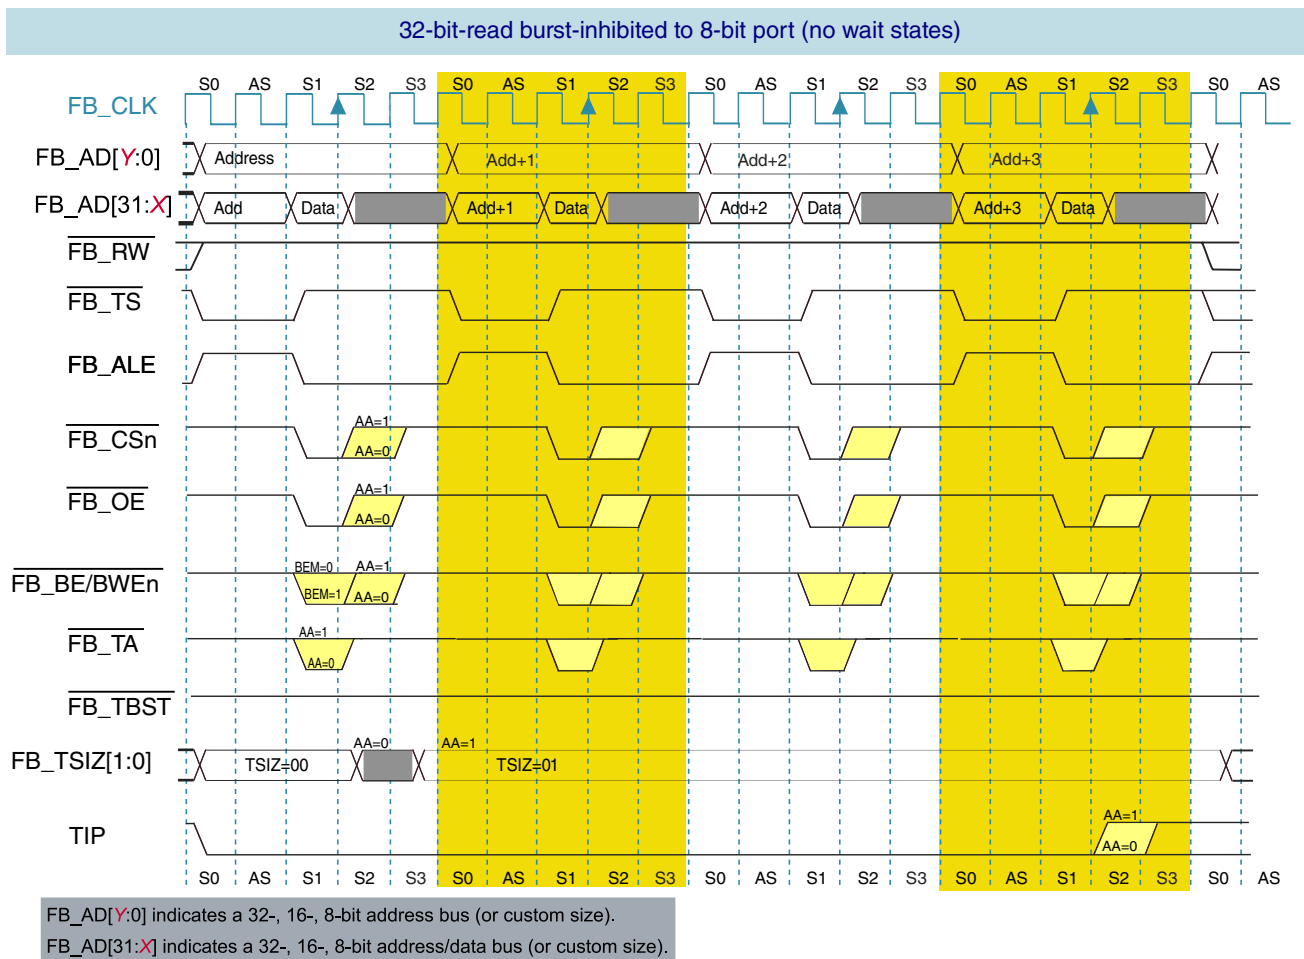 32-bit-read burst-inhibited to 8-bit port (no wait states)
S0 AS S1 S2 S3 S0 AS S1 S2 S3 S0 AS S1 S2 S3 S0 AS S1 S2 S3 S0 AS
FB_CLK
FB_AD[Y:0] Address Add+1 Add+2 Add+3
FB_AD[31:X] Add Data Add+1 Data Add+2 Data Add+3 Data
FB_RW
FB_TS
FB_ALE
AA=1
FB_CSn
AA=0
AA=1
FB_OE
AA=0
BEM=0 AA=1
FB_BE/BWEn
BEM=1 AA=0
AA=1
FB_TA
AA=0
FB_TBST
AA=0 AA=1
FB_TSIZ[1:0] TSIZ=00 TSIZ=01
AA=1
TIP
AA=0
S0 AS S1 S2 S3 S0 AS S1 S2 S3 S0 AS S1 S2 S3 S0 AS S1 S2 S3 S0 AS
FB_AD[Y:0] indicates a 32-, 16-, 8-bit address bus (or custom size).
FB_AD[31:X] indicates a 32-, 16-, 8-bit address/data bus (or custom size).